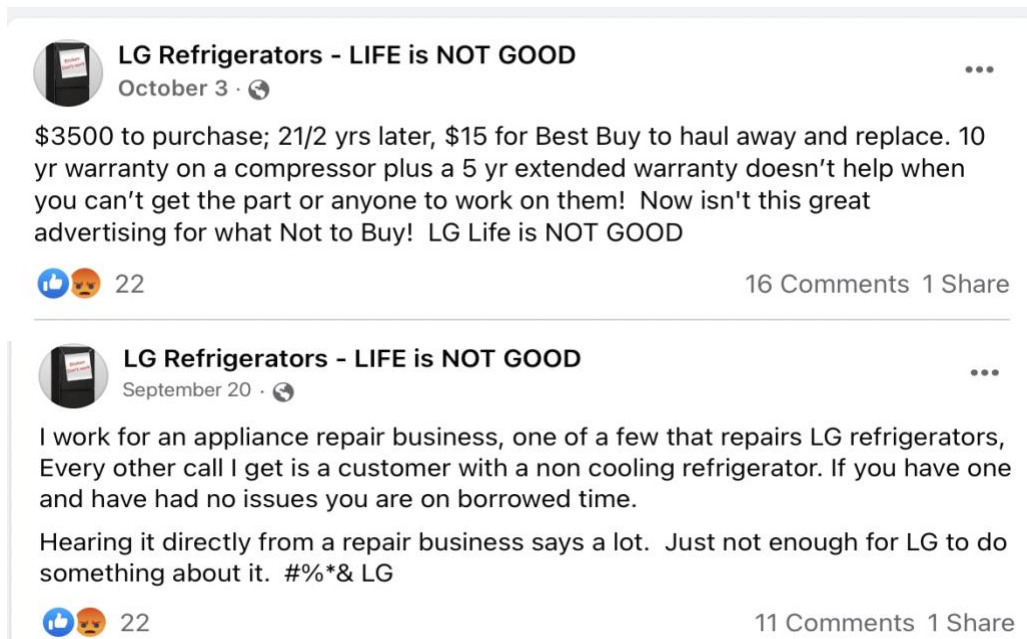 LG Refrigerators - LIFE is NOT GOOD
October 3 ·
$3500 to purchase; 21/2 yrs later, $15 for Best Buy to haul away and replace. 10
yr warranty on a compressor plus a 5 yr extended warranty doesn’t help when
you can’t get the part or anyone to work on them!  Now isn't this great
advertising for what Not to Buy!  LG Life is NOT GOOD
22
16 Comments 1 Share
LG Refrigerators - LIFE is NOT GOOD
September 20 ·
I work for an appliance repair business, one of a few that repairs LG refrigerators,
Every other call I get is a customer with a non cooling refrigerator. If you have one
and have had no issues you are on borrowed time.
Hearing it directly from a repair business says a lot.  Just not enough for LG to do
something about it.  #%*& LG
22
11 Comments 1 Share